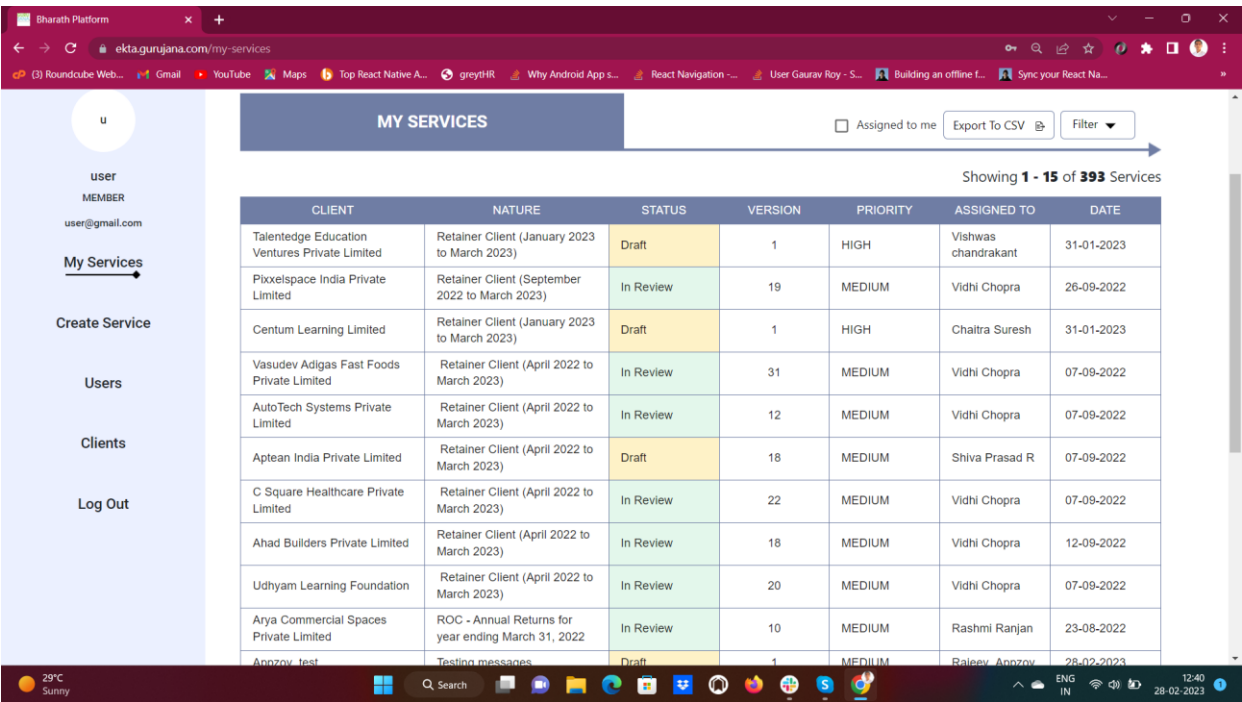 Bharath Platform
ekta.gurujana.com/my-services
(3) Roundcube Web... Gmail YouTube Maps Top React Native A... greytHR Why Android App s... React Navigation -... User Gaurav Roy - S... Building an offline f... Sync your React Na... »
u
user
MEMBER
user@gmail.com
My Services
Create Service
Users
Clients
Log Out
MY SERVICES
Assigned to me Export To CSV Filter
Showing 1 - 15 of 393 Services
CLIENT NATURE STATUS VERSION PRIORITY ASSIGNED TO DATE
Talentedge Education Retainer Client (January 2023 Vishwas
Ventures Private Limited to March 2023) Draft 1 HIGH chandrakant 31-01-2023
Pixxelspace India Private Retainer Client (September
Limited 2022 to March 2023) In Review 19 MEDIUM Vidhi Chopra 26-09-2022
Centum Learning Limited Retainer Client (January 2023
to March 2023) Draft 1 HIGH Chaitra Suresh 31-01-2023
Vasudev Adigas Fast Foods Retainer Client (April 2022 to
Private Limited March 2023) In Review 31 MEDIUM Vidhi Chopra 07-09-2022
AutoTech Systems Private Retainer Client (April 2022 to
Limited March 2023) In Review 12 MEDIUM Vidhi Chopra 07-09-2022
Aptean India Private Limited Retainer Client (April 2022 to
March 2023) Draft 18 MEDIUM Shiva Prasad R 07-09-2022
C Square Healthcare Private Retainer Client (April 2022 to
Limited March 2023) In Review 22 MEDIUM Vidhi Chopra 07-09-2022
Ahad Builders Private Limited Retainer Client (April 2022 to
March 2023) In Review 18 MEDIUM Vidhi Chopra 12-09-2022
Udhyam Learning Foundation Retainer Client (April 2022 to
March 2023) In Review 20 MEDIUM Vidhi Chopra 07-09-2022
Arya Commercial Spaces ROC - Annual Returns for
Private Limited year ending March 31, 2022 In Review 10 MEDIUM Rashmi Ranjan 23-08-2022
Appzoy test Testing messages Draft 1 MEDIUM Rajeev Appzoy 28-02-2023
29°C
Sunny
Search
ENG
IN
12:40
28-02-2023
1